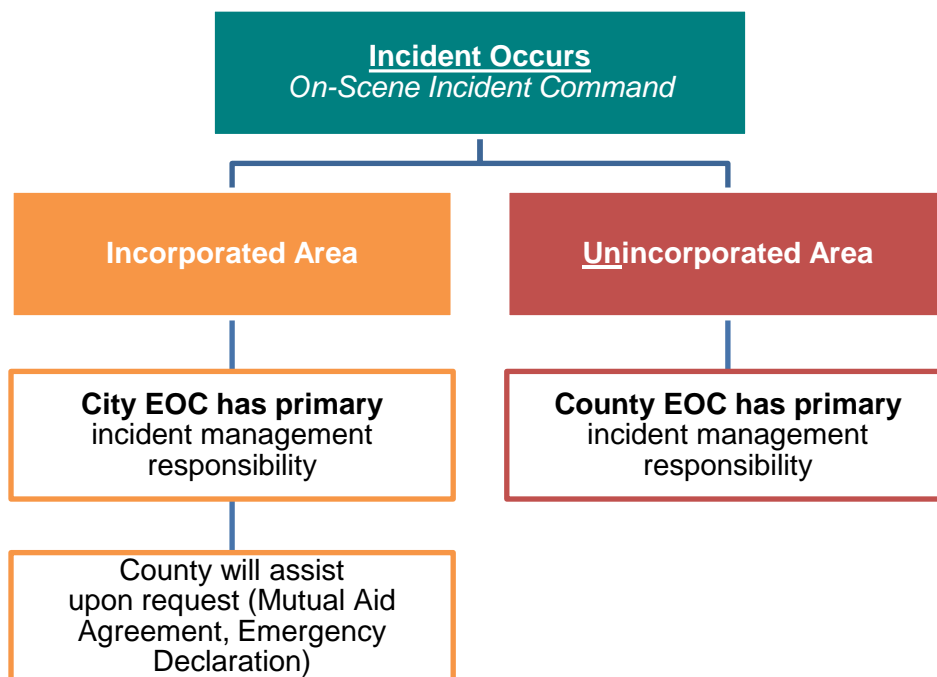 Incident Occurs
On-Scene Incident Command
Incorporated Area
Unincorporated Area
City EOC has primary
incident management
responsibility
County EOC has primary
incident management
responsibility
County will assist
upon request (Mutual Aid
Agreement, Emergency
Declaration)